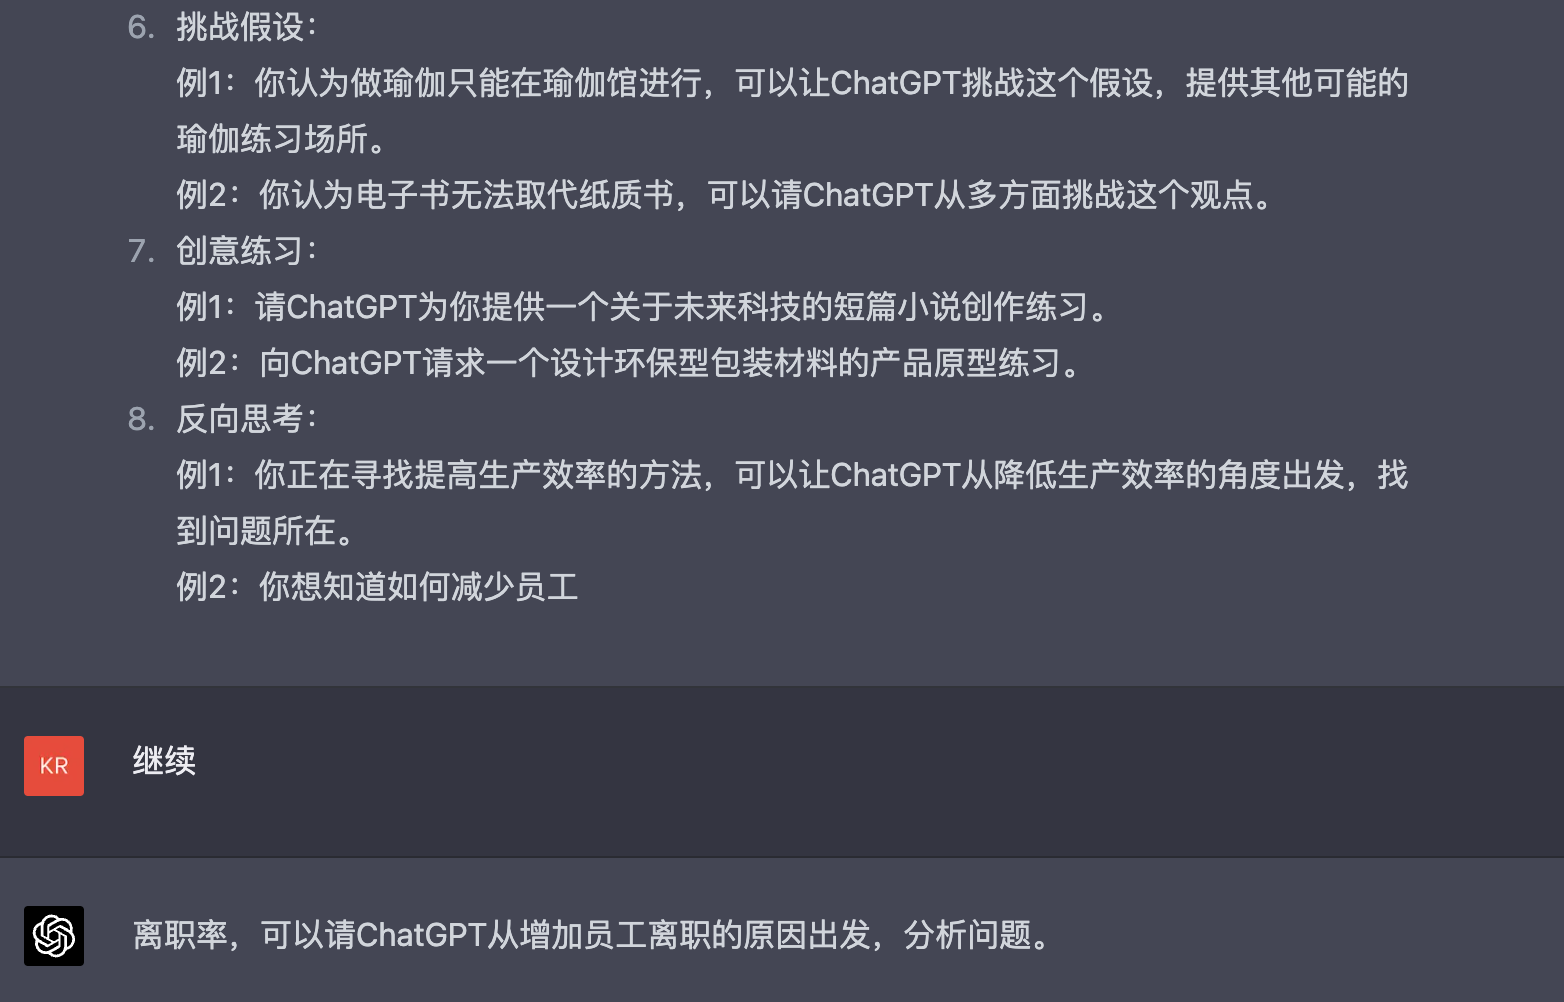 6. 挑战假设：
例1：你认为做瑜伽只能在瑜伽馆进行，可以让ChatGPT挑战这个假设，提供其他可能的
瑜伽练习场所。
例2：你认为电子书无法取代纸质书，可以请ChatGPT从多方面挑战这个观点。
7. 创意练习：
例1：请ChatGPT为你提供一个关于未来科技的短篇小说创作练习。
例2：向ChatGPT请求一个设计环保型包装材料的产品原型练习。
8. 反向思考：
例1：你正在寻找提高生产效率的方法，可以让ChatGPT从降低生产效率的角度出发，找
到问题所在。
例2：你想知道如何减少员工
KR 继续
离职率，可以请ChatGPT从增加员工离职的原因出发，分析问题。